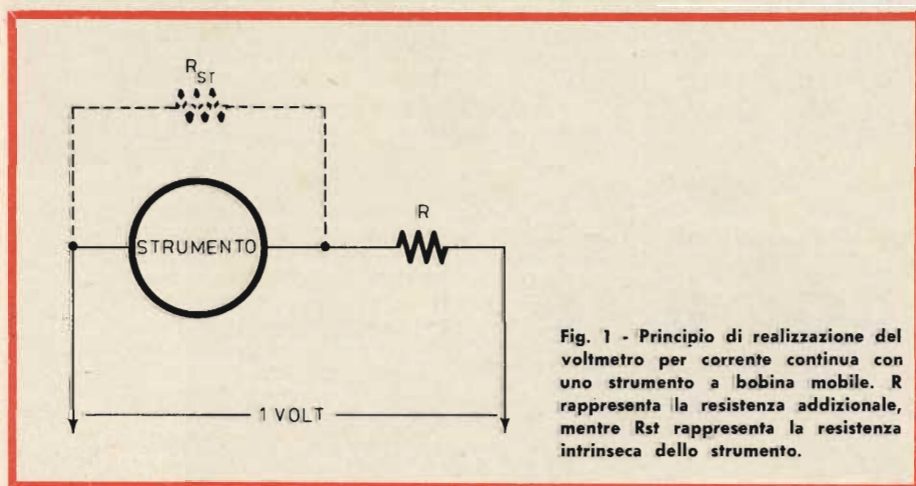 R ST
STRUMENTO
R
1 VOLT
Fig. 1 - Principio di realizzazione del
voltmetro per corrente continua con
uno strumento a bobina mobile. R
rappresenta la resistenza addizionale,
mentre Rst rappresenta la resistenza
intrinseca dello strumento.